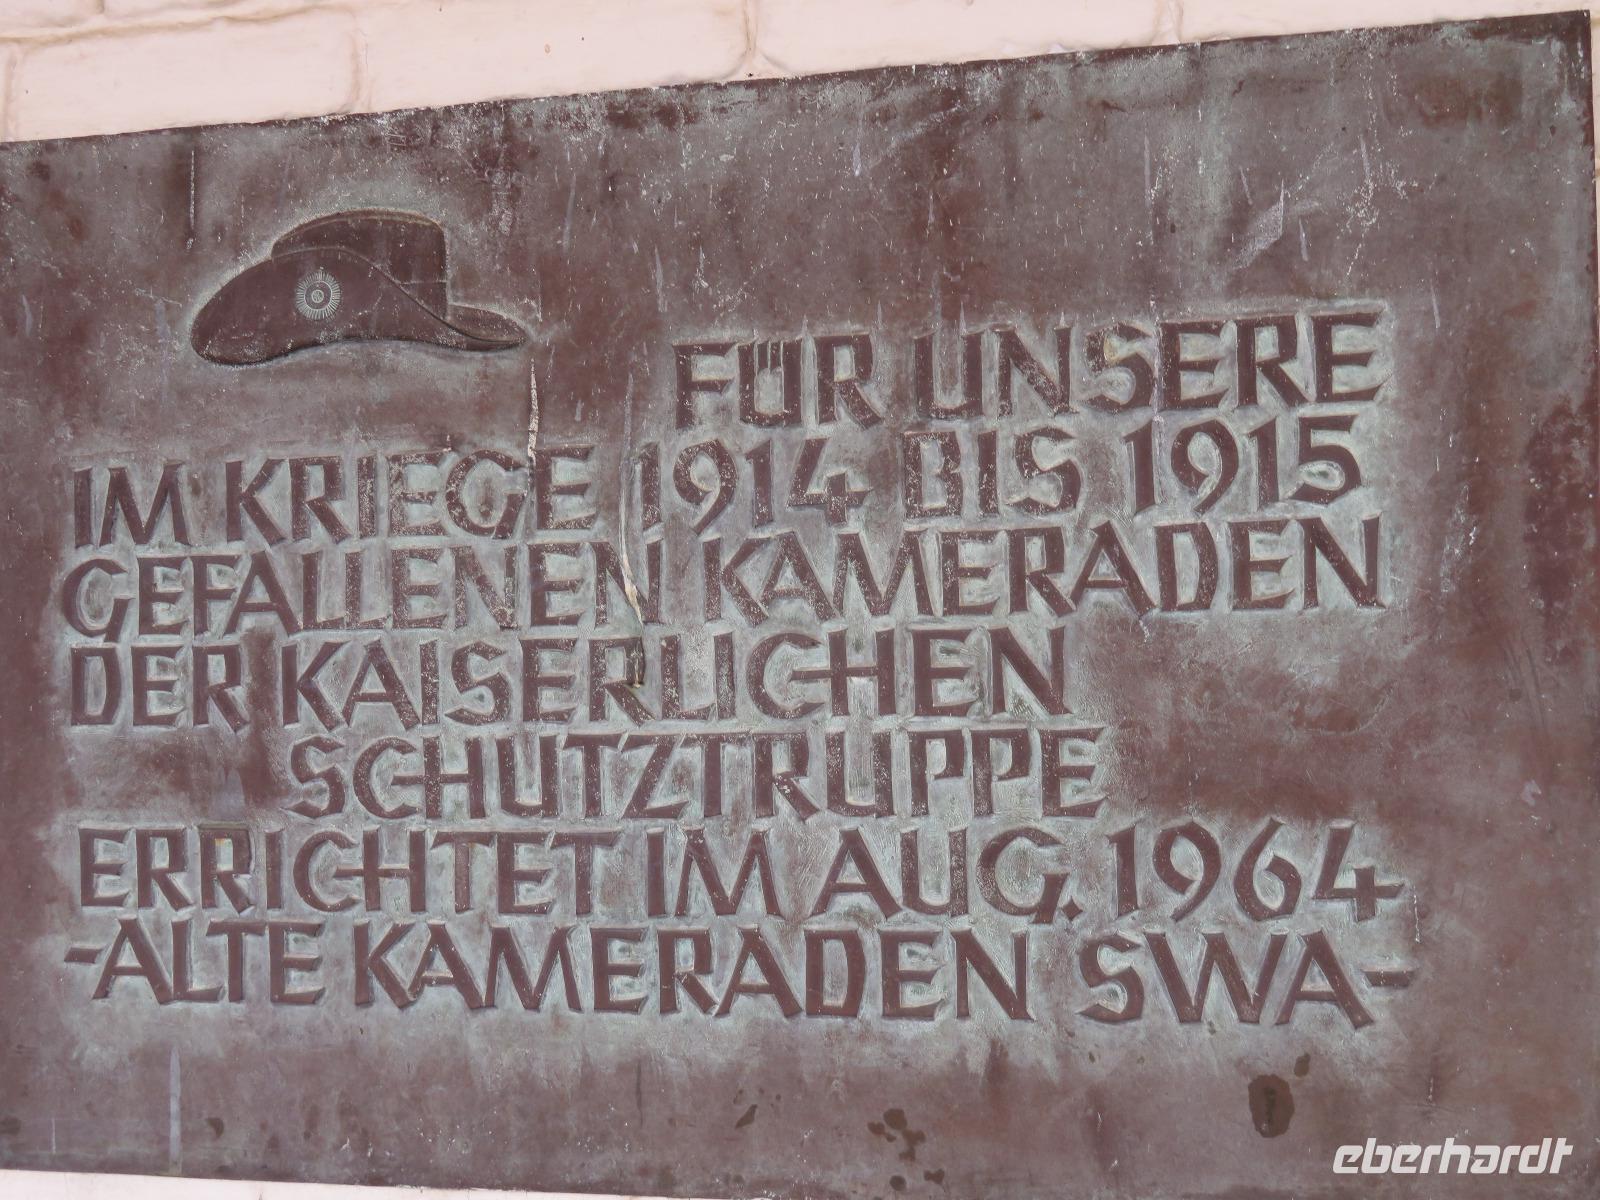 FÜR UNSERE
IM KRIEGE 1914 BIS 1915
GEFALLENEN KAMERADEN
DER KAISERLICHEN
SCHUTZTRUPPE
ERRICHTET IM AUG. 1964
-ALTE KAMERADEN SWA-
eberhardt